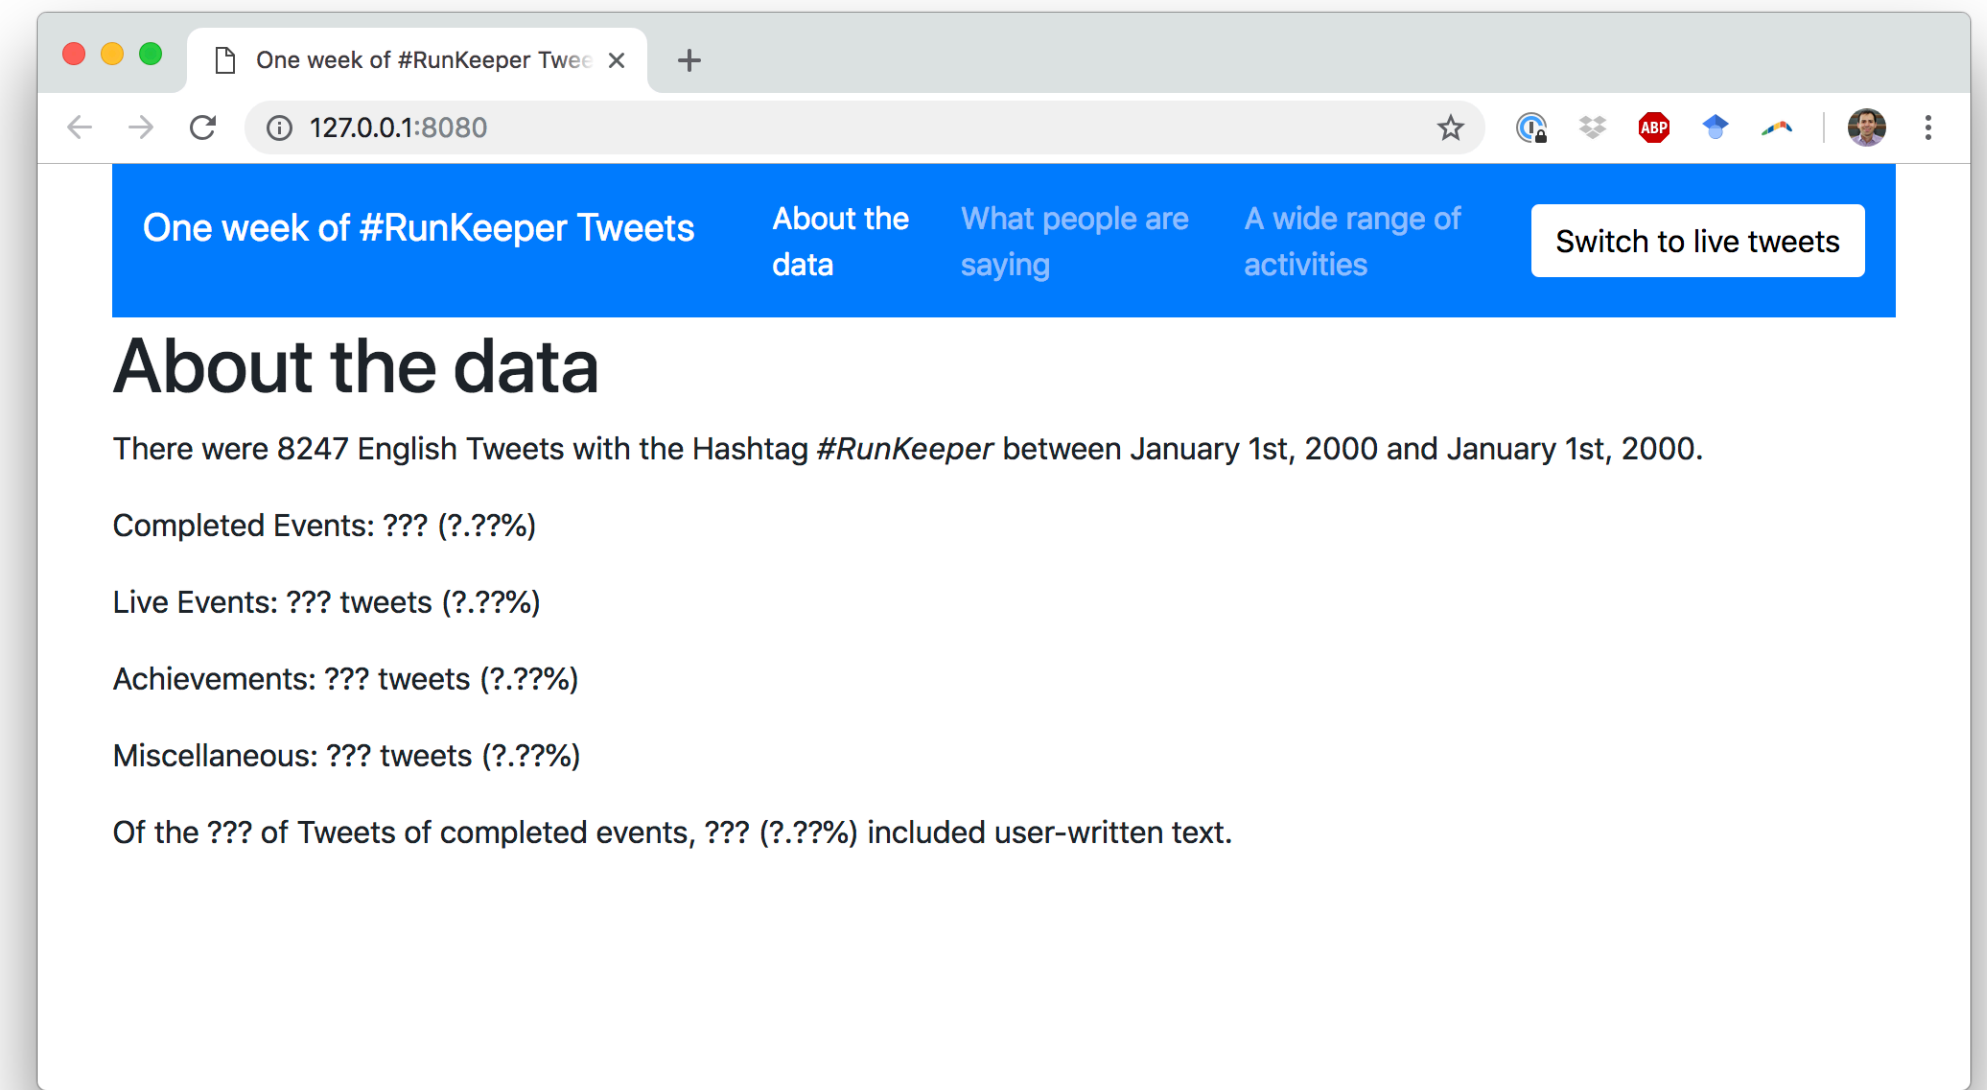 One week of #RunKeeper Twee
127.0.0.1:8080
ABP
One week of #RunKeeper Tweets
About the
data
What people are
saying
A wide range of
activities
Switch to live tweets
About the data
There were 8247 English Tweets with the Hashtag #RunKeeper between January 1st, 2000 and January 1st, 2000.
Completed Events: ??? (?.??%)
Live Events: ??? tweets (?.??%)
Achievements: ??? tweets (?.??%)
Miscellaneous: ??? tweets (?.??%)
Of the ??? of Tweets of completed events, ??? (?.??%) included user-written text.